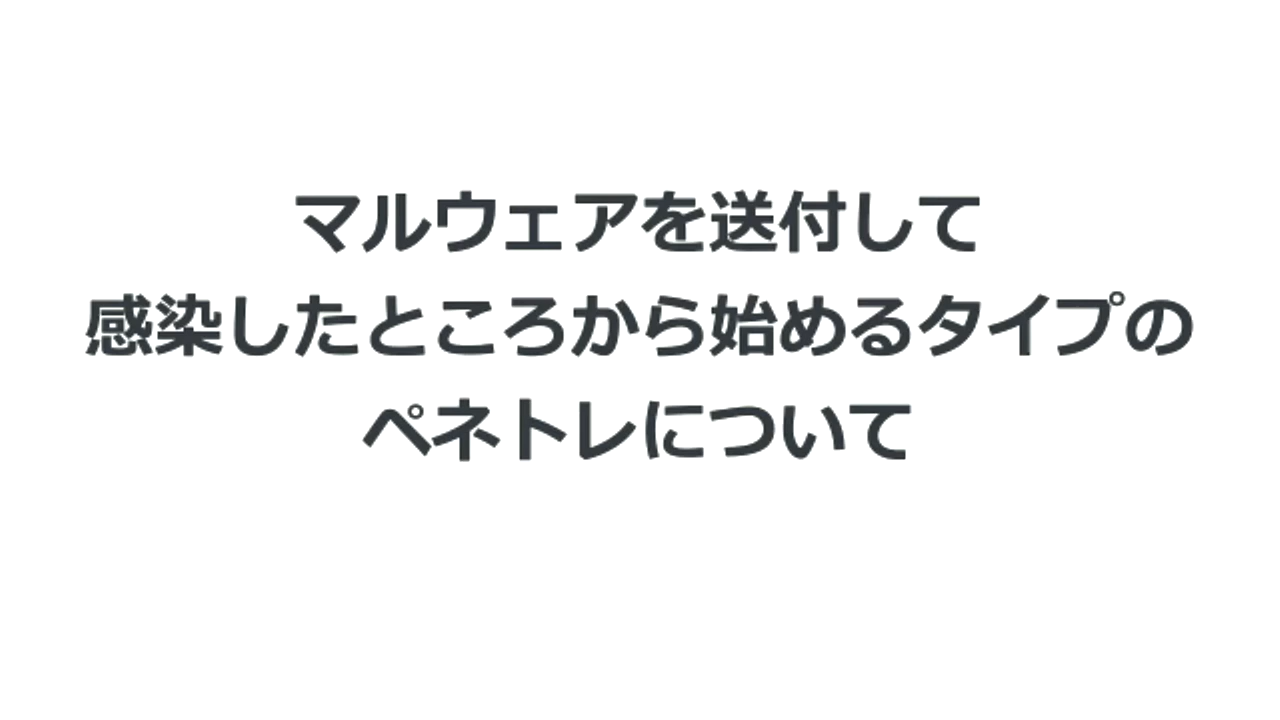 マルウェアを送付して
感染したところから始めるタイプの
ペネトレについて